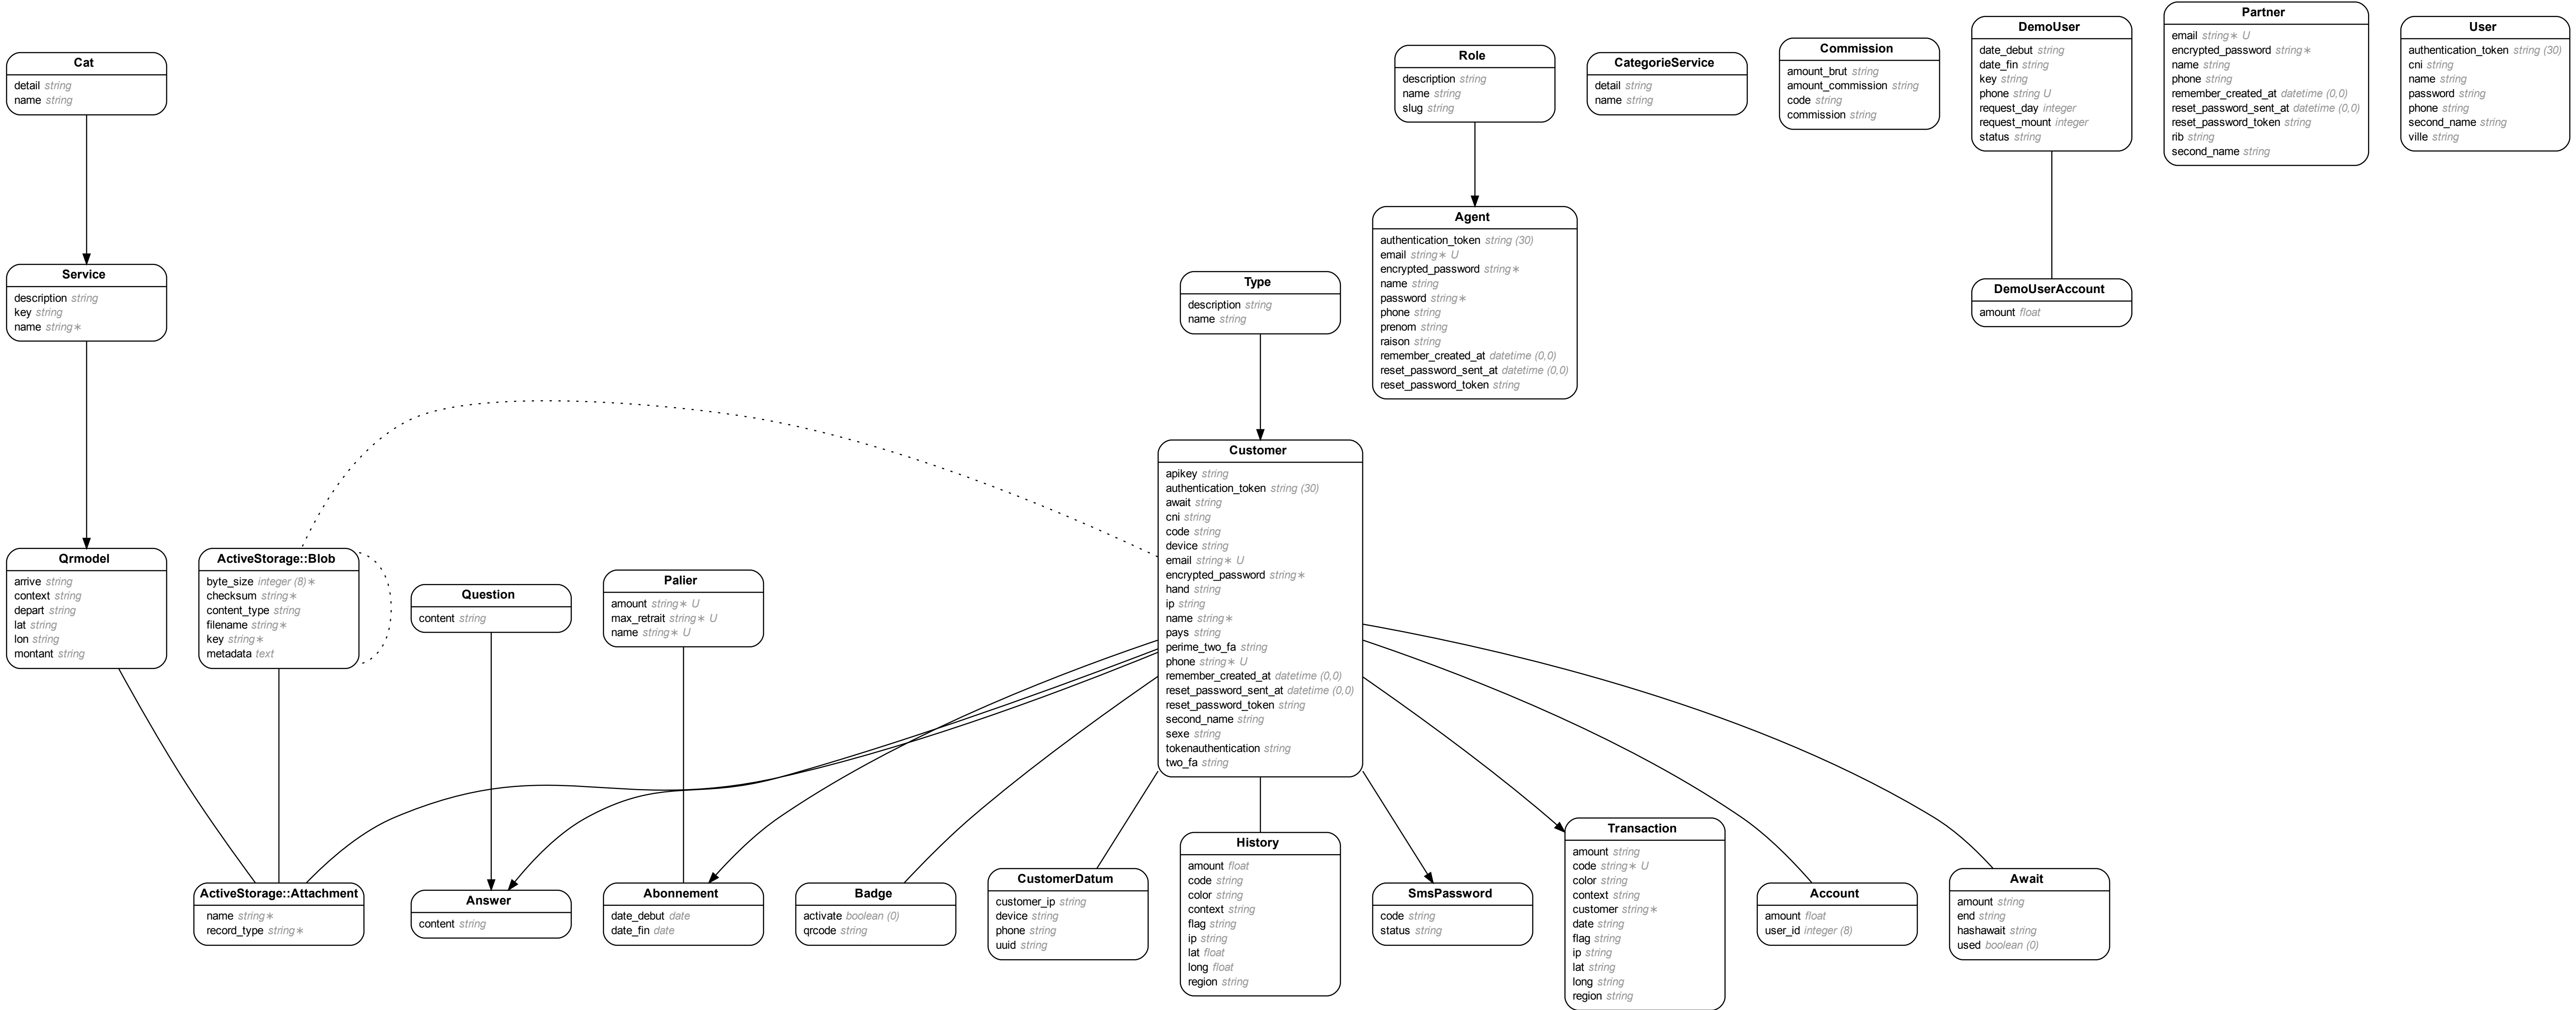 Cat
detail string
name string
Service
description string
key string
name string∗
Qrmodel
arrive string
context string
depart string
lat string
lon string
montant string
ActiveStorage::Blob
byte_size integer (8)∗
checksum string∗
content_type string
filename string∗
key string∗
metadata text
ActiveStorage::Attachment
name string∗
record_type string∗
Question
content string
Answer
content string
Palier
amount string∗ U
max_retrait string∗ U
name string∗ U
Abonnement
date_debut date
date_fin date
Badge
activate boolean (0)
qrcode string
CustomerDatum
customer_ip string
device string
phone string
uuid string
Type
description string
name string
Customer
apikey string
authentication_token string (30)
await string
cni string
code string
device string
email string∗ U
encrypted_password string∗
hand string
ip string
name string∗
pays string
perime_two_fa string
phone string∗ U
remember_created_at datetime (0,0)
reset_password_sent_at datetime (0,0)
reset_password_token string
second_name string
sexe string
tokenauthentication string
two_fa string
History
amount float
code string
color string
context string
flag string
ip string
lat float
long float
region string
Role
description string
name string
slug string
Agent
authentication_token string (30)
email string∗ U
encrypted_password string∗
name string
password string∗
phone string
prenom string
raison string
remember_created_at datetime (0,0)
reset_password_sent_at datetime (0,0)
reset_password_token string
SmsPassword
code string
status string
CategorieService
detail string
name string
Transaction
amount string
code string∗ U
color string
context string
customer string∗
date string
flag string
ip string
lat string
long string
region string
Commission
amount_brut string
amount_commission string
code string
commission string
Account
amount float
user_id integer (8)
DemoUser
date_debut string
date_fin string
key string
phone string U
request_day integer
request_mount integer
status string
DemoUserAccount
amount float
Await
amount string
end string
hashawait string
used boolean (0)
Partner
email string∗ U
encrypted_password string∗
name string
phone string
remember_created_at datetime (0,0)
reset_password_sent_at datetime (0,0)
reset_password_token string
rib string
second_name string
User
authentication_token string (30)
cni string
name string
password string
phone string
second_name string
ville string